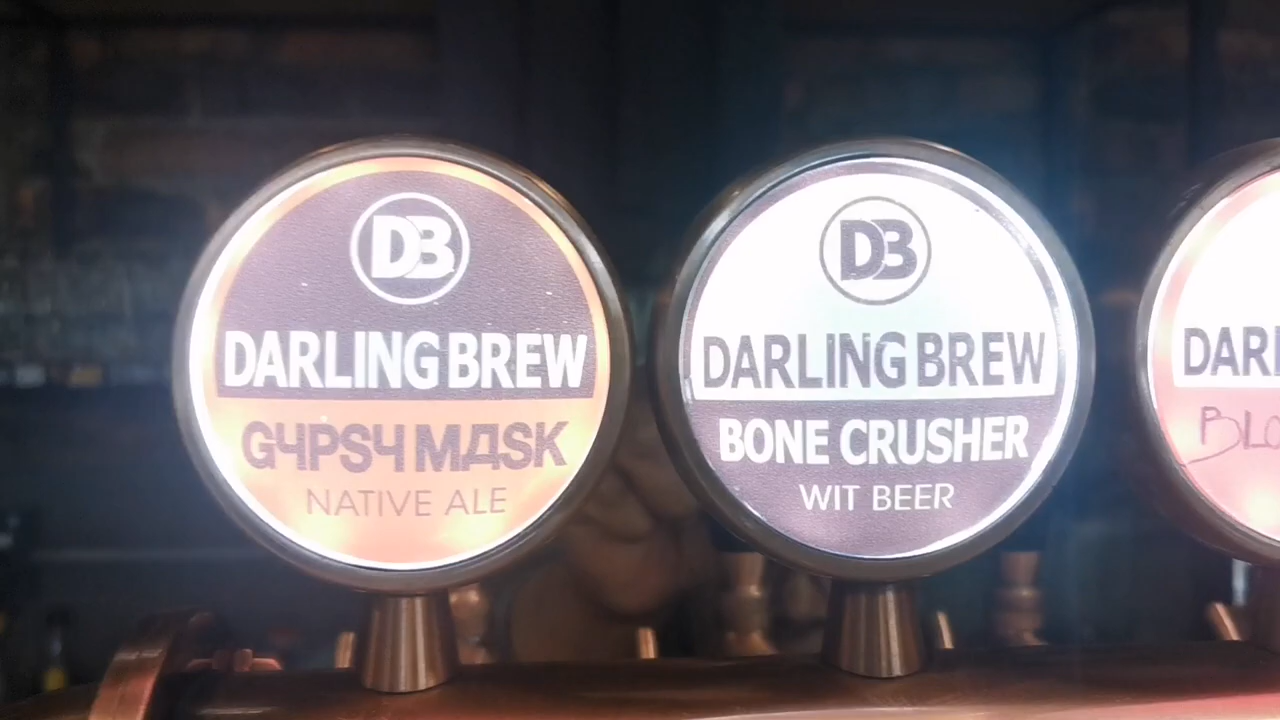 DB
DARLING BREW
GYPSY MASK
NATIVE ALE
DB
DARLING BREW
BONE CRUSHER
WIT BEER